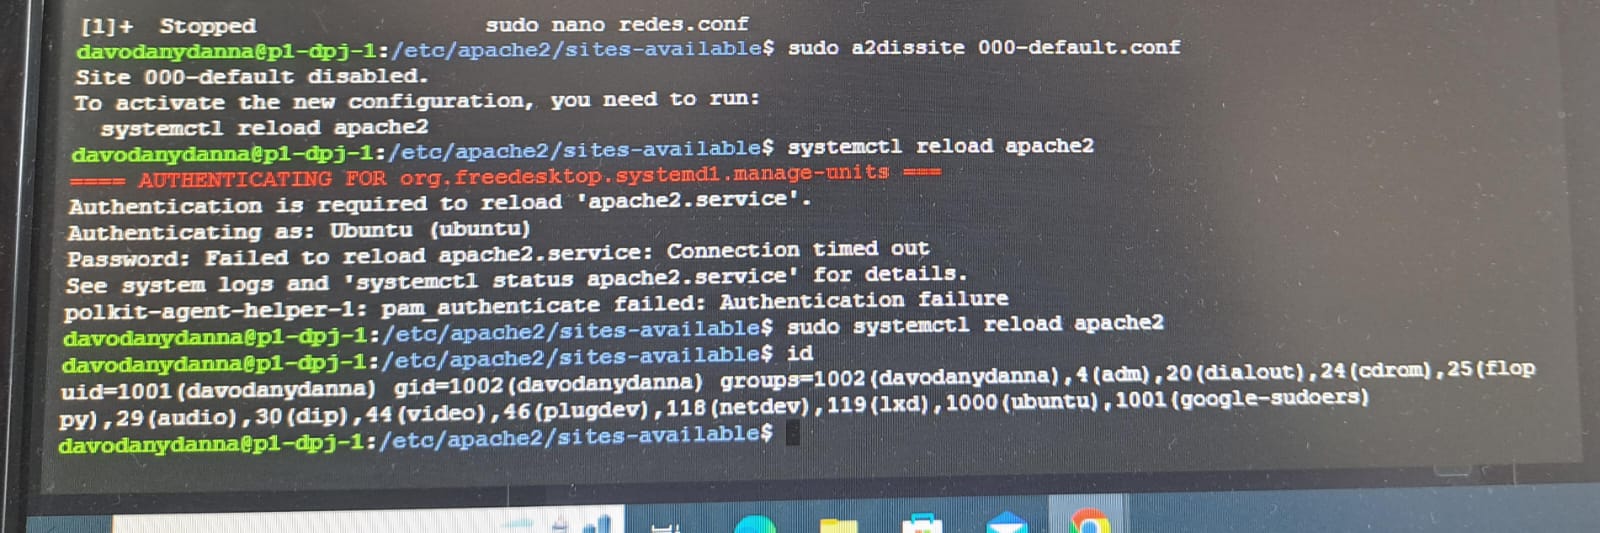 [1]+  Stopped                 sudo nano redes.conf
davodanydanna@p1-dpj-1:/etc/apache2/sites-available$ sudo a2dissite 000-default.conf
Site 000-default disabled.
To activate the new configuration, you need to run:
  systemctl reload apache2
davodanydanna@p1-dpj-1:/etc/apache2/sites-available$ systemctl reload apache2
==== AUTHENTICATING FOR org.freedesktop.systemd1.manage-units ===
Authentication is required to reload 'apache2.service'.
Authenticating as: Ubuntu (ubuntu)
Password: Failed to reload apache2.service: Connection timed out
See system logs and 'systemctl status apache2.service' for details.
polkit-agent-helper-1: pam_authenticate failed: Authentication failure
davodanydanna@p1-dpj-1:/etc/apache2/sites-available$ sudo systemctl reload apache2
davodanydanna@p1-dpj-1:/etc/apache2/sites-available$ id
uid=1001(davodanydanna) gid=1002(davodanydanna) groups=1002(davodanydanna),4(adm),20(dialout),24(cdrom),25(flop
py),29(audio),30(dip),44(video),46(plugdev),118(netdev),119(lxd),1000(ubuntu),1001(google-sudoers)
davodanydanna@p1-dpj-1:/etc/apache2/sites-available$